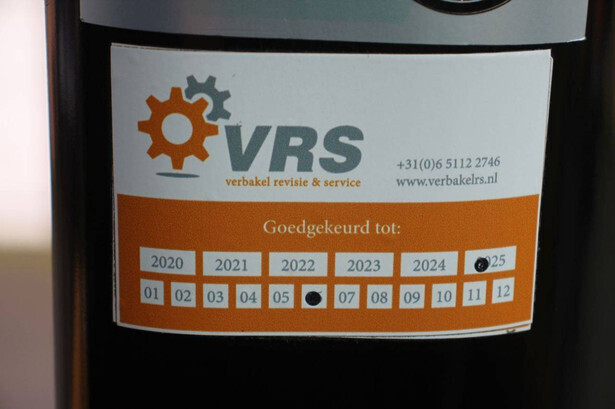 VRS
verbakel revisie & service
+31(0)6 5112 2746
www.verbakelrs.nl
Goedgekeurd tot:
2020 2021 2022 2023 2024 2025
01 02 03 04 05 07 08 09 10 11 12